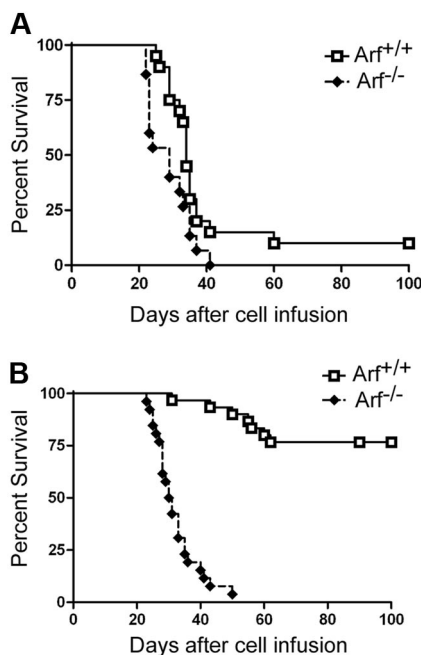 A
100
75
50
25
0
Percent Survival
Arf+/+
Arf-/-
0 20 40 60 80 100
Days after cell infusion
B
100
75
50
25
0
Percent Survival
Arf+/+
Arf-/-
0 20 40 60 80 100
Days after cell infusion